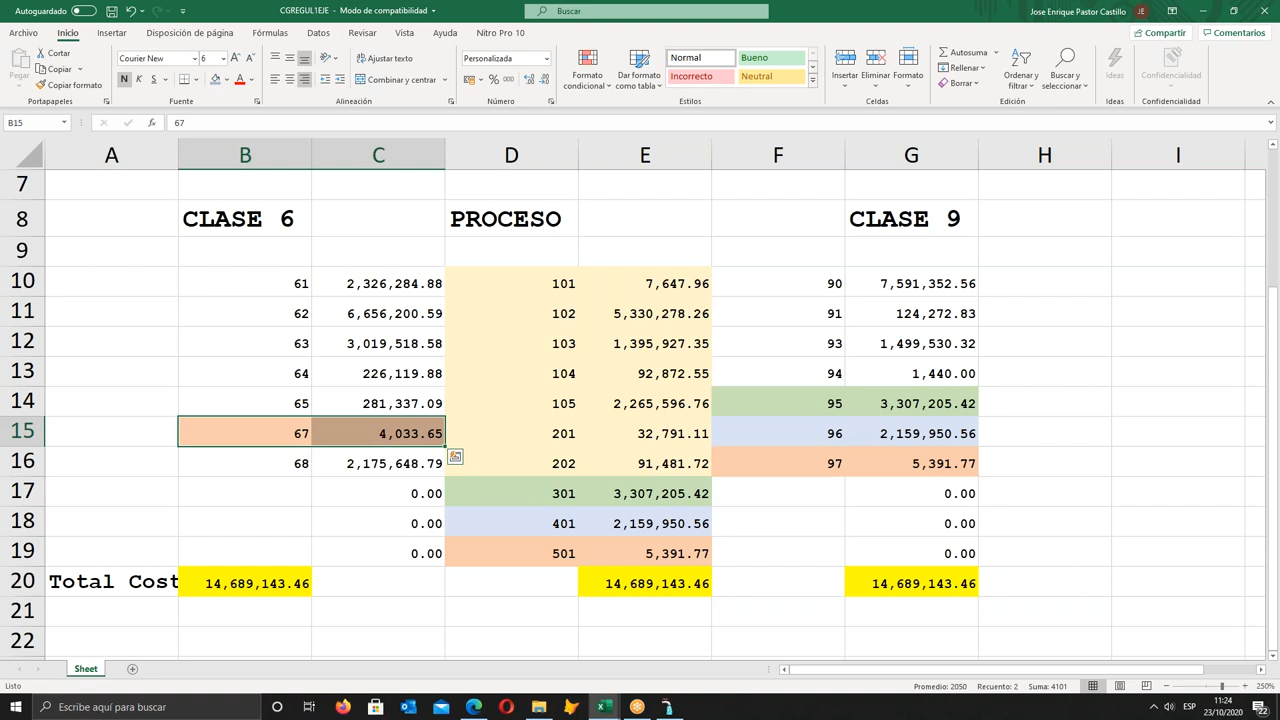 Autoguardado
CGREGUL1EJE - Modo de compatibilidad
Buscar
Jose Enrique Pastor Castillo
JE
Archivo Inicio Insertar Disposición de página Fórmulas Datos Revisar Vista Ayuda Nitro Pro 10
Compartir Comentarios
Pegar
Cortar
Copiar
Copiar formato
Portapapeles
Courier New 6
N K S
Fuente
Ajustar texto
Combinar y centrar
Alineación
Personalizada
% 000
Número
Formato condicional
Dar formato como tabla
Normal Bueno
Incorrecto Neutral
Estilos
Insertar Eliminar Formato
Celdas
Autosuma
Rellenar
Borrar
Ordenar y filtrar
Buscar y seleccionar
Edición
Ideas
Ideas
Confidencialidad
Confidencialidad
B15 fx 67
A B C D E F G H I
7
8 CLASE 6 PROCESO CLASE 9
9
10 61 2,326,284.88 101 7,647.96 90 7,591,352.56
11 62 6,656,200.59 102 5,330,278.26 91 124,272.83
12 63 3,019,518.58 103 1,395,927.35 93 1,499,530.32
13 64 226,119.88 104 92,872.55 94 1,440.00
14 65 281,337.09 105 2,265,596.76 95 3,307,205.42
15 67 4,033.65 201 32,791.11 96 2,159,950.56
16 68 2,175,648.79 202 91,481.72 97 5,391.77
17 0.00 301 3,307,205.42 0.00
18 0.00 401 2,159,950.56 0.00
19 0.00 501 5,391.77 0.00
20 Total Cost 14,689,143.46 14,689,143.46 14,689,143.46
21
22
Sheet
Listo
Promedio: 2050 Recuento: 2 Suma: 4101
250%
Escribe aquí para buscar
ESP
11:24
23/10/2020
22